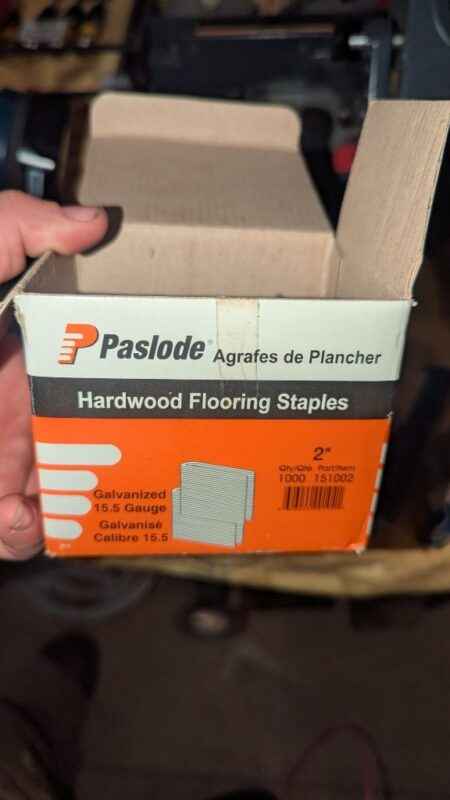 Paslode® Agrafes de Plancher
Hardwood Flooring Staples
2"
Qty/Qté Part/Item
1000 151002
Galvanized
15.5 Gauge
Galvanisé
Calibre 15.5